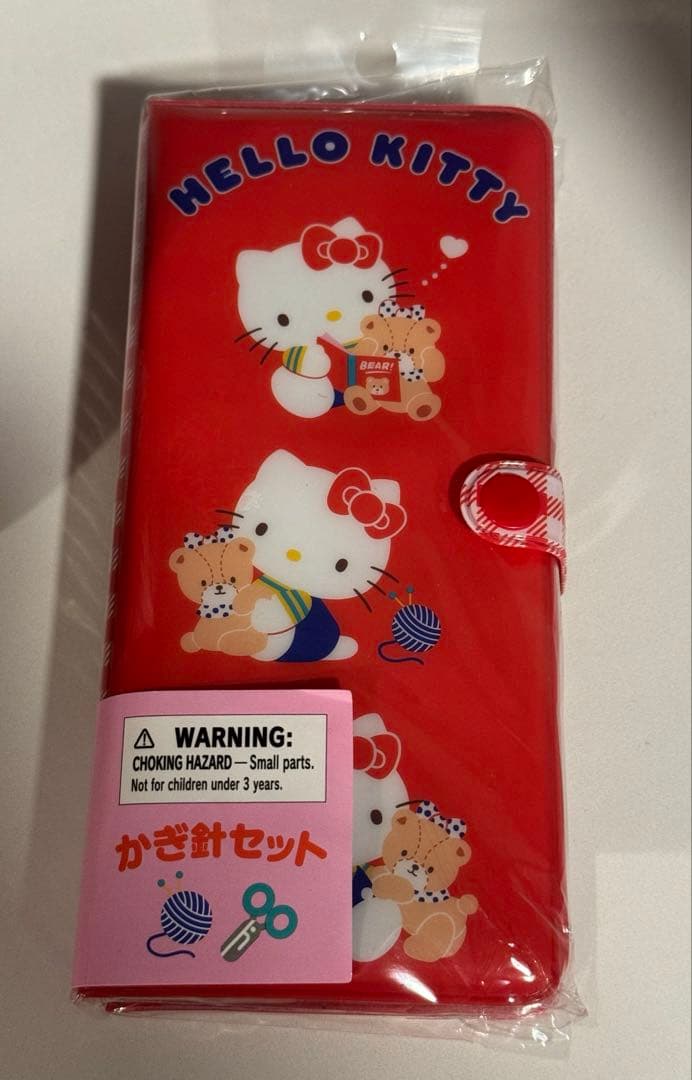 HELLO KITTY
BEAR!
WARNING:
CHOKING HAZARD — Small parts.
Not for children under 3 years.
かぎ針セット